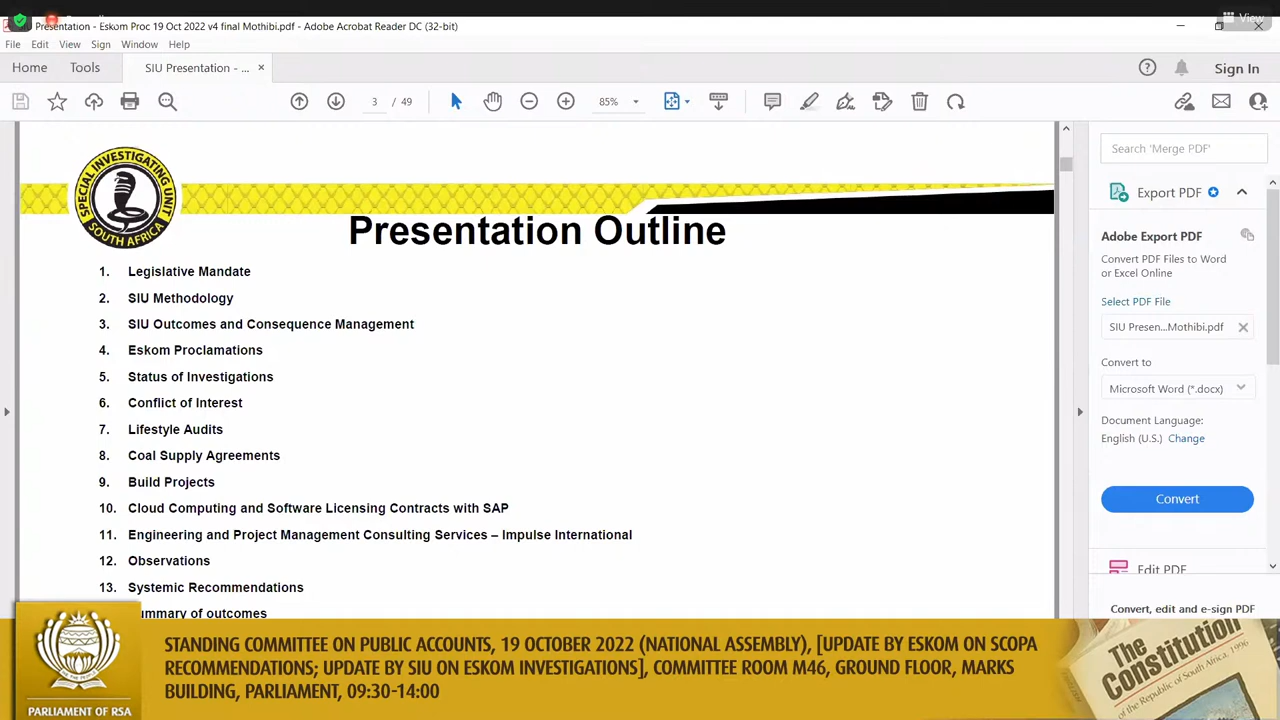 Presentation - Eskom Proc 19 Oct 2022 v4 final Mothibi.pdf - Adobe Acrobat Reader DC (32-bit)
View
File Edit View Sign Window Help
Home Tools SIU Presentation - ... × Sign In
3 / 49 85%
SPECIAL INVESTIGATING UNIT
SOUTH AFRICA
Presentation Outline
1. Legislative Mandate
2. SIU Methodology
3. SIU Outcomes and Consequence Management
4. Eskom Proclamations
5. Status of Investigations
6. Conflict of Interest
7. Lifestyle Audits
8. Coal Supply Agreements
9. Build Projects
10. Cloud Computing and Software Licensing Contracts with SAP
11. Engineering and Project Management Consulting Services – Impulse International
12. Observations
13. Systemic Recommendations
ummary of outcomes
Search 'Merge PDF'
Export PDF
Adobe Export PDF
Convert PDF Files to Word
or Excel Online
Select PDF File
SIU Presen...Mothibi.pdf
Convert to
Microsoft Word (*.docx)
Document Language:
English (U.S.) Change
Convert
Edit PDF
Convert, edit and e-sign PDF
STANDING COMMITTEE ON PUBLIC ACCOUNTS, 19 OCTOBER 2022 (NATIONAL ASSEMBLY), [UPDATE BY ESKOM ON SCOPA
RECOMMENDATIONS; UPDATE BY SIU ON ESKOM INVESTIGATIONS], COMMITTEE ROOM M46, GROUND FLOOR, MARKS
BUILDING, PARLIAMENT, 09:30-14:00
PARLIAMENT OF RSA
The
Constitution
of the Republic of South Africa, 1996